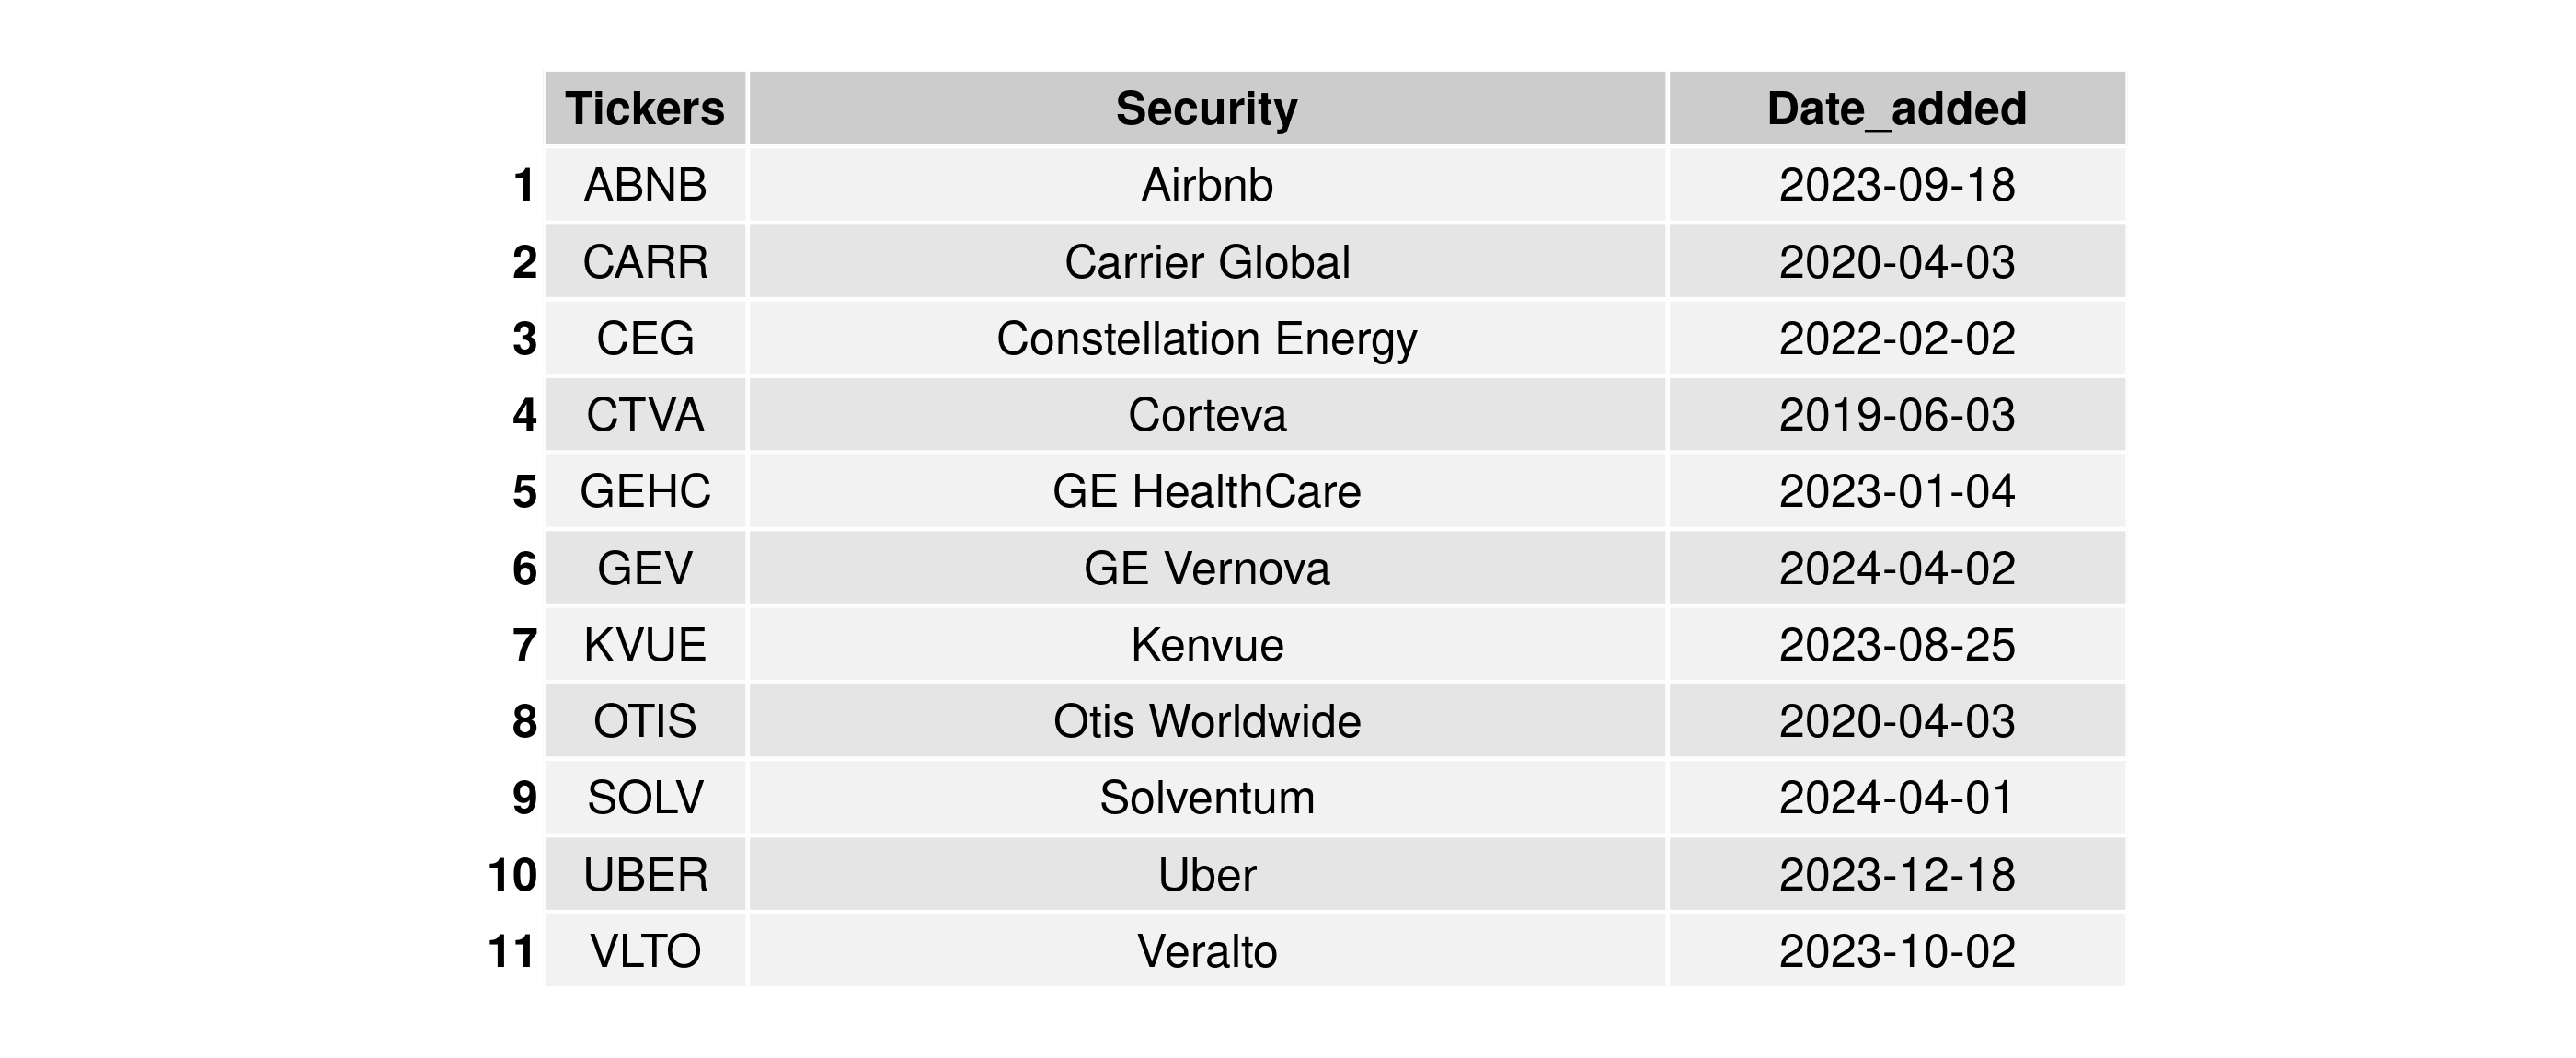 Tickers Security Date_added
1 ABNB Airbnb 2023-09-18
2 CARR Carrier Global 2020-04-03
3 CEG Constellation Energy 2022-02-02
4 CTVA Corteva 2019-06-03
5 GEHC GE HealthCare 2023-01-04
6 GEV GE Vernova 2024-04-02
7 KVUE Kenvue 2023-08-25
8 OTIS Otis Worldwide 2020-04-03
9 SOLV Solventum 2024-04-01
10 UBER Uber 2023-12-18
11 VLTO Veralto 2023-10-02